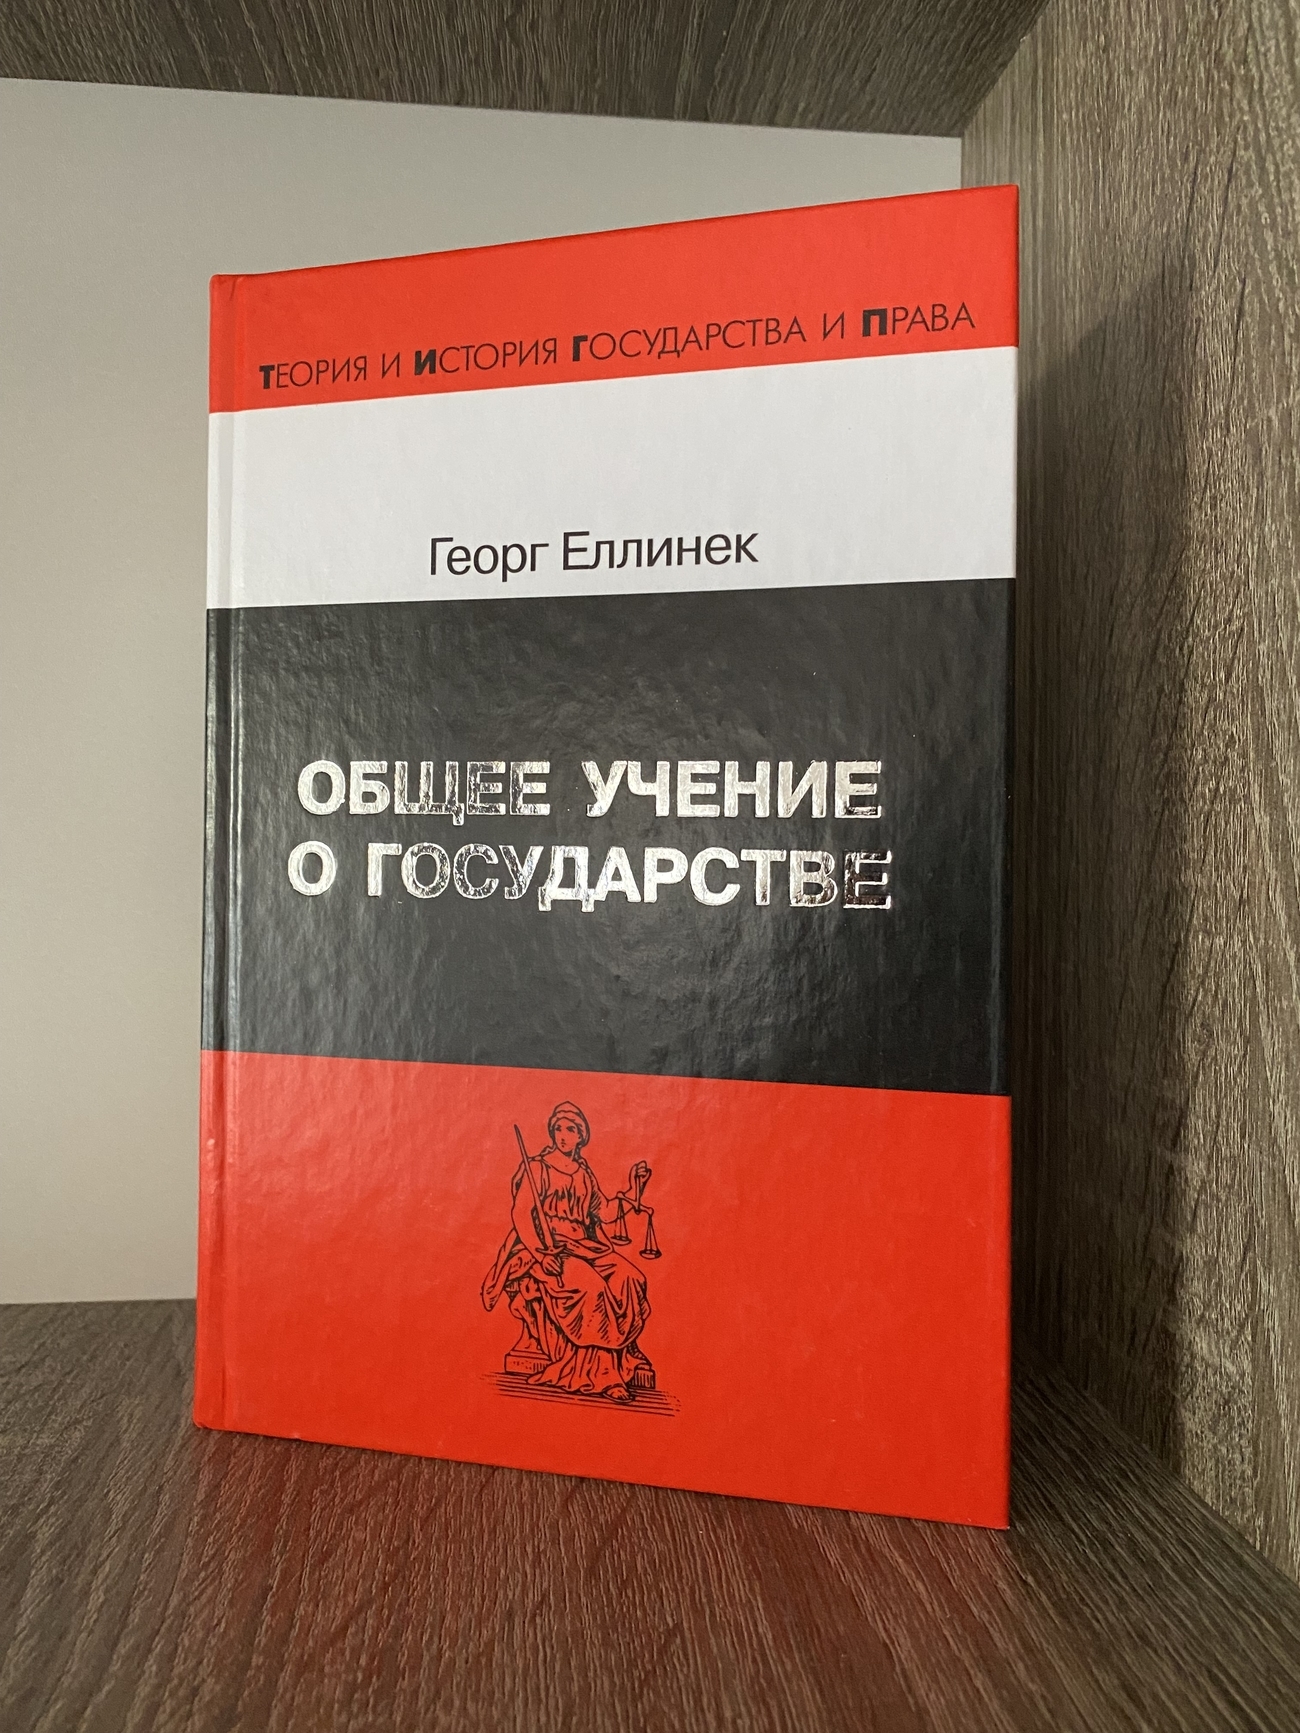 Теория и История Государства и Права
Георг Еллинек
ОБЩЕЕ УЧЕНИЕ
О ГОСУДАРСТВЕ